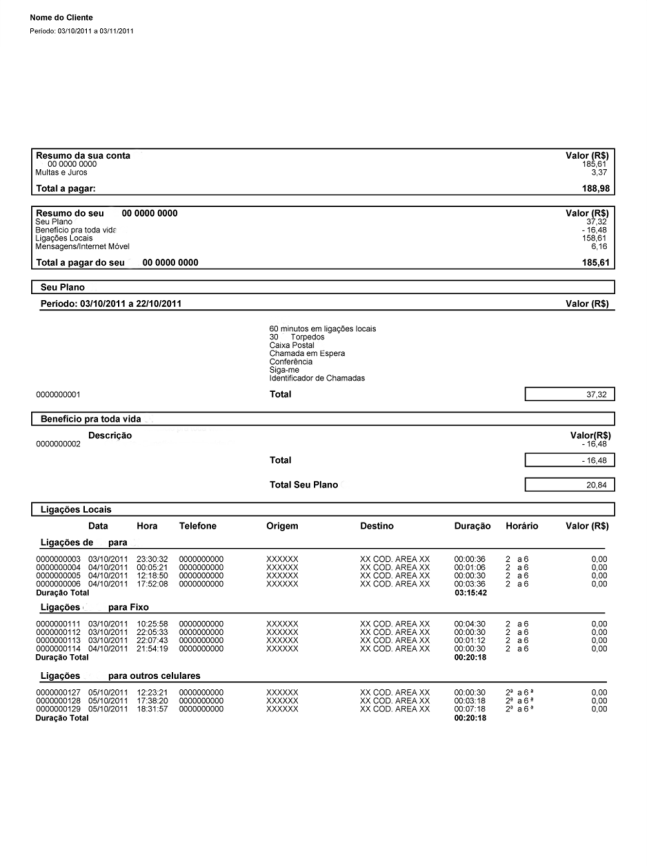 Nome do Cliente
Período: 03/10/2011 a 03/11/2011
Resumo da sua conta Valor (R$)
00 0000 0000 185,61
Multas e Juros 3,37
Total a pagar: 188,98
Resumo do seu 00 0000 0000 Valor (R$)
Seu Plano 37,32
Benefício pra toda vida - 16,48
Ligações Locais 158,61
Mensagens/Internet Móvel 6,16
Total a pagar do seu 00 0000 0000 185,61
Seu Plano
Período: 03/10/2011 a 22/10/2011 Valor (R$)
60 minutos em ligações locais
30 Torpedos
Caixa Postal
Chamada em Espera
Conferência
Siga-me
Identificador de Chamadas
0000000001 Total 37,32
Benefício pra toda vida
Descrição Valor(R$)
0000000002 - 16,48
Total - 16,48
Total Seu Plano 20,84
Ligações Locais
Data Hora Telefone Origem Destino Duração Horário Valor (R$)
Ligações de para
0000000003 03/10/2011 23:30:32 0000000000 XXXXXX XX COD. AREA XX 00:00:36 2 a 6 0,00
0000000004 04/10/2011 00:05:21 0000000000 XXXXXX XX COD. AREA XX 00:01:06 2 a 6 0,00
0000000005 04/10/2011 12:18:50 0000000000 XXXXXX XX COD. AREA XX 00:00:30 2 a 6 0,00
0000000006 04/10/2011 17:52:08 0000000000 XXXXXX XX COD. AREA XX 00:03:36 2 a 6 0,00
Duração Total 03:15:42
Ligações para Fixo
0000000111 03/10/2011 10:25:58 0000000000 XXXXXX XX COD. AREA XX 00:04:30 2 a 6 0,00
0000000112 03/10/2011 22:05:33 0000000000 XXXXXX XX COD. AREA XX 00:00:30 2 a 6 0,00
0000000113 03/10/2011 22:07:43 0000000000 XXXXXX XX COD. AREA XX 00:01:12 2 a 6 0,00
0000000114 04/10/2011 21:54:19 0000000000 XXXXXX XX COD. AREA XX 00:00:30 2 a 6 0,00
Duração Total 00:20:18
Ligações para outros celulares
0000000127 05/10/2011 12:23:21 0000000000 XXXXXX XX COD. AREA XX 00:00:30 2ª a 6ª 0,00
0000000128 05/10/2011 17:38:20 0000000000 XXXXXX XX COD. AREA XX 00:03:18 2ª a 6ª 0,00
0000000129 05/10/2011 18:31:57 0000000000 XXXXXX XX COD. AREA XX 00:07:18 2ª a 6ª 0,00
Duração Total 00:20:18